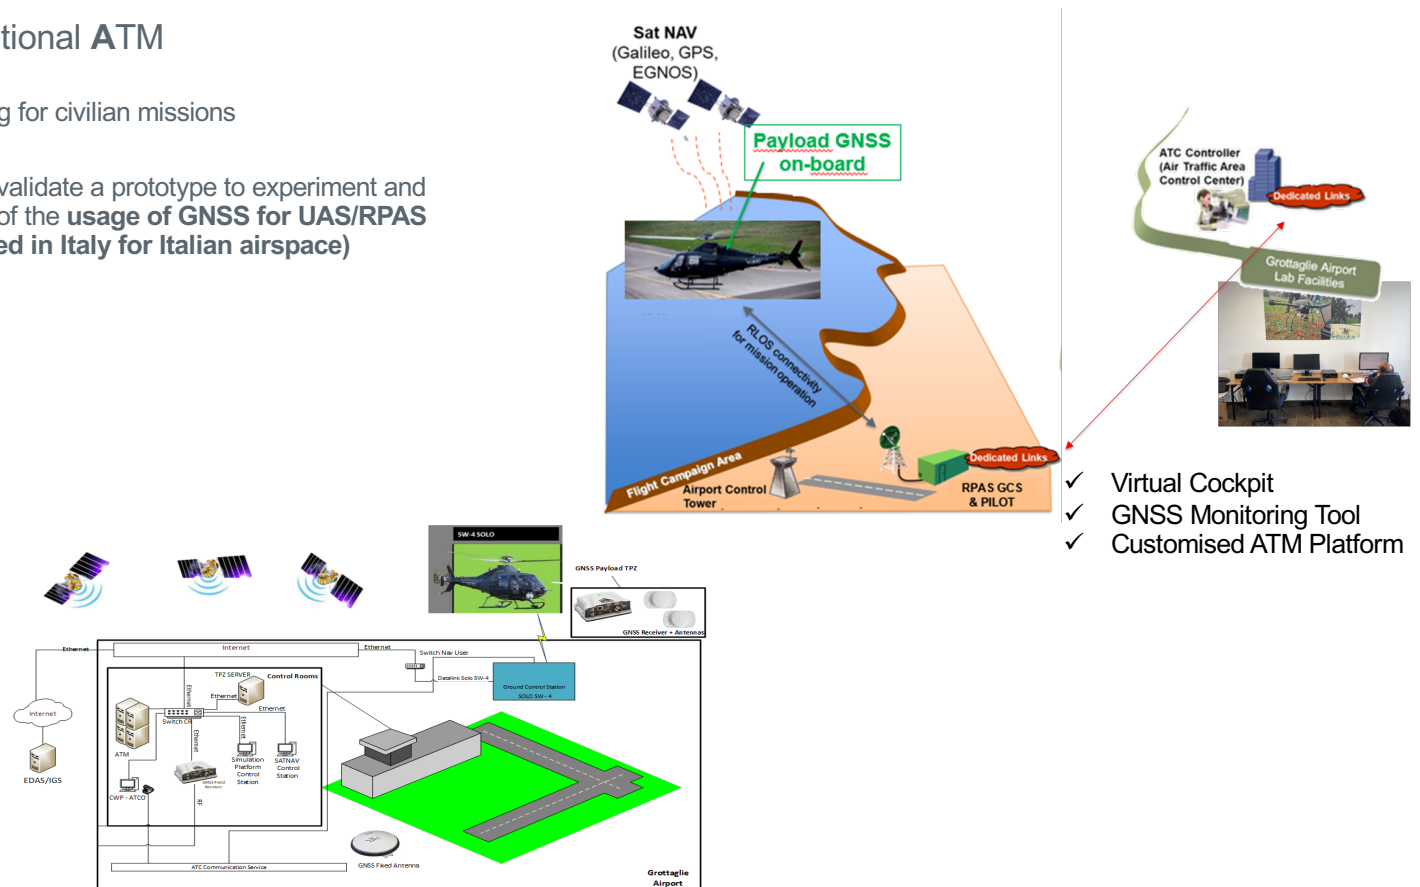 tional ATM
g for civilian missions
validate a prototype to experiment and
of the usage of GNSS for UAS/RPAS
ed in Italy for Italian airspace)
Sat NAV
(Galileo, GPS,
EGNOS)
Payload GNSS
on-board
RLOS connectivity
for mission operation
Flight Campaign Area
Airport Control
Tower
Dedicated Links
RPAS GCS
& PILOT
ATC Controller
(Air Traffic Area
Control Center)
Dedicated Links
Grottaglie Airport
Lab Facilities
✓ Virtual Cockpit
✓ GNSS Monitoring Tool
✓ Customised ATM Platform
SW-4 SOLO
GNSS Payload TPZ
GNSS Receiver + Antennas
Ethernet
Internet
Ethernet
Switch Nav User
Datalink Solo SW-4
Ground Control Station
SOLO SW - 4
TPZ SERVER
Control Rooms
Ethernet
Ethernet
Ethernet
Switch CR
Ethernet
Ethernet
Internet
EDAS/IGS
ATM
CWP - ATCO
GNSS Fixed
Receiver
RF
Simulation
Platform
Control
Station
SATNAV
Control
Station
ATC Communication Service
GNSS Fixed Antenna
Grottaglie
Airport